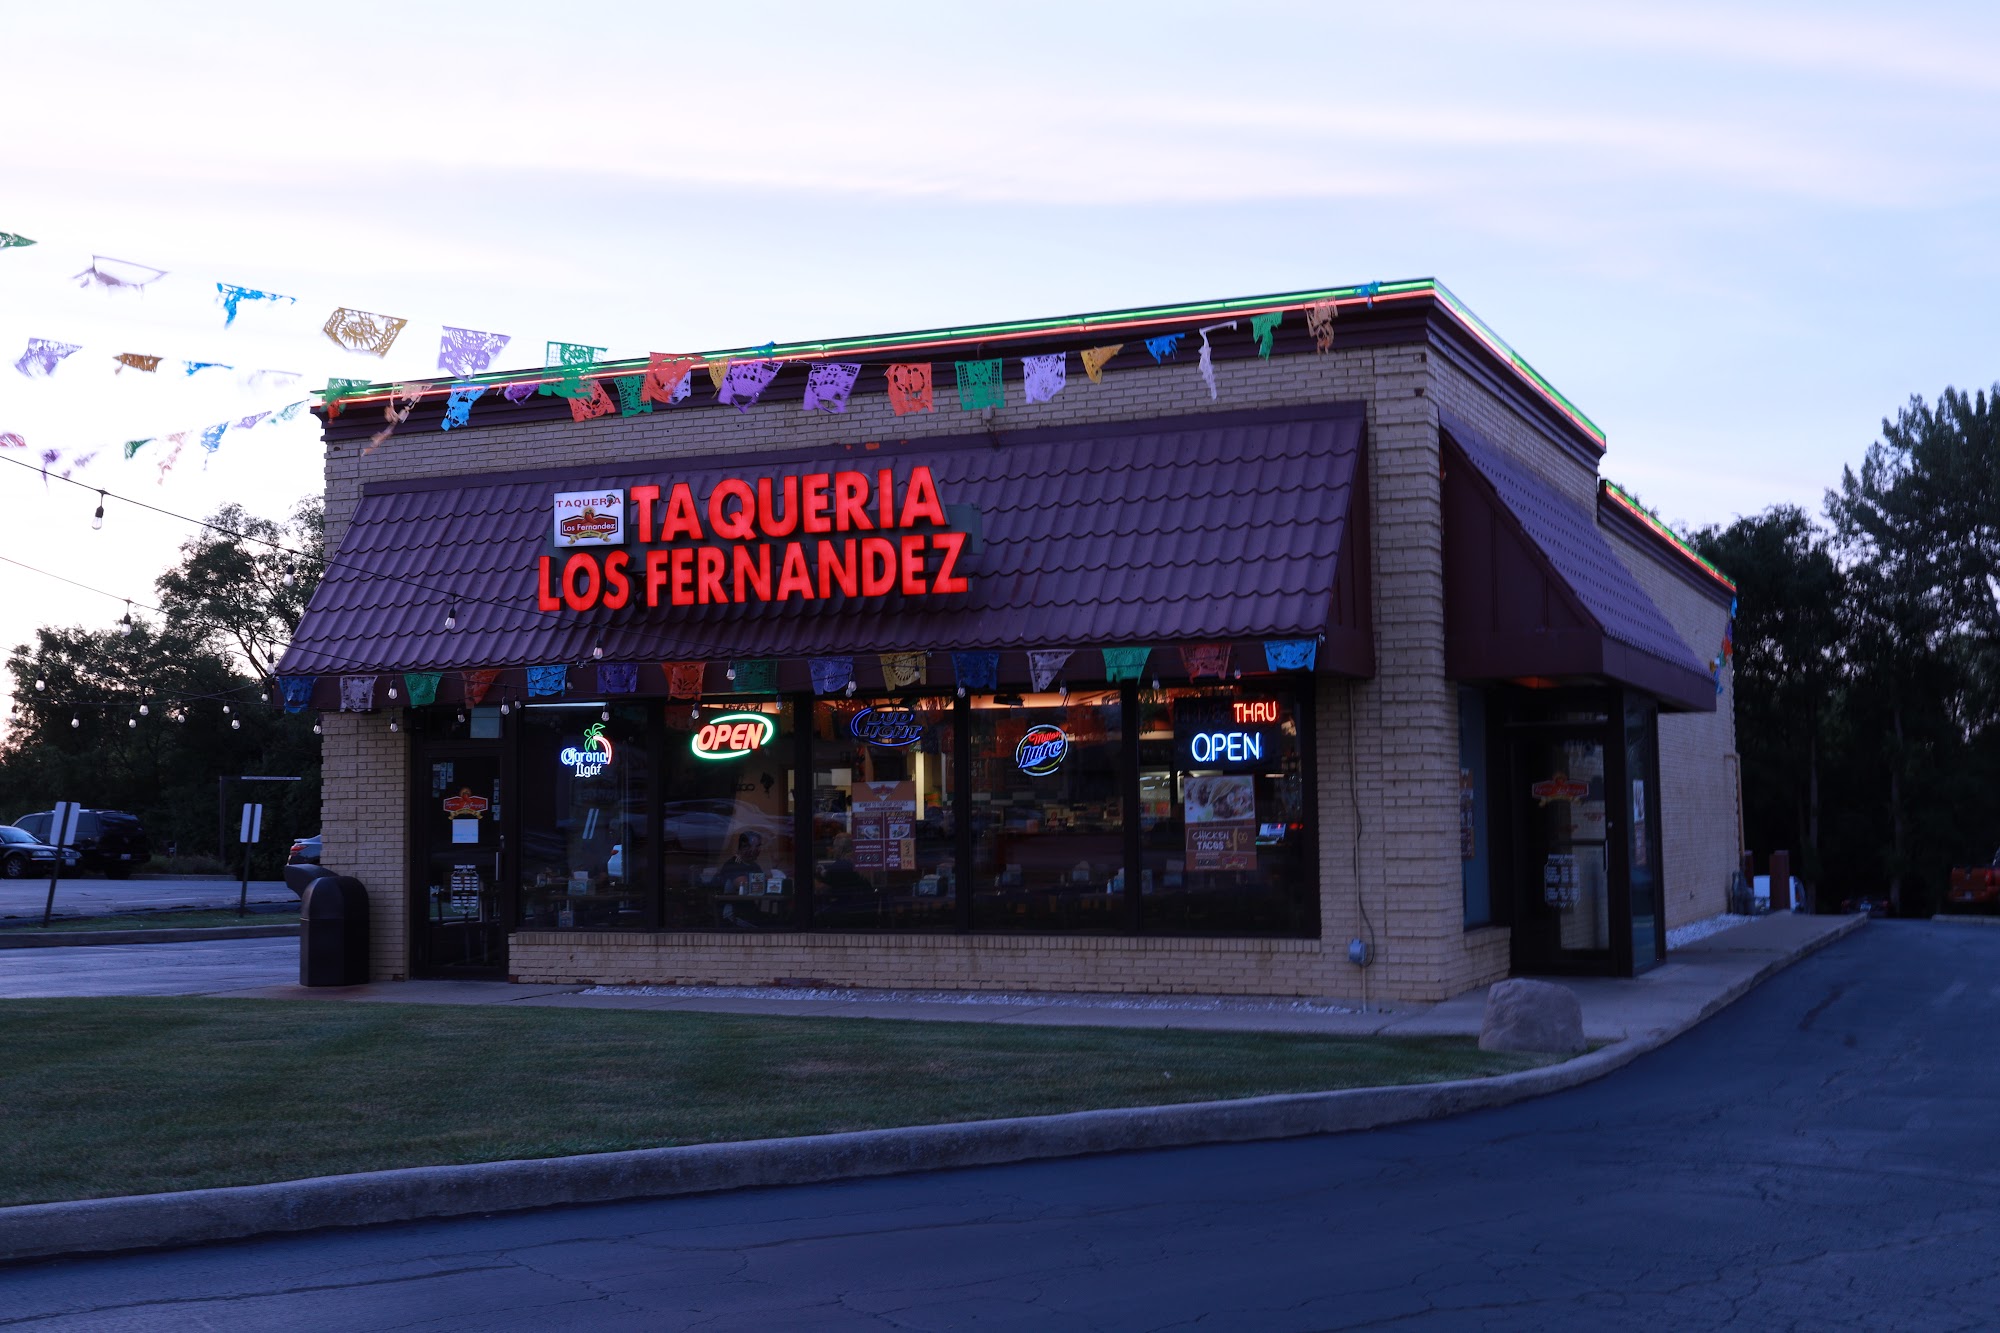 TAQUERIA
Los Fernandez
TAQUERIA
LOS FERNANDEZ
Corona
Light
OPEN
BUD
LIGHT
Miller
Lite
THRU
OPEN
CHICKEN
TACOS